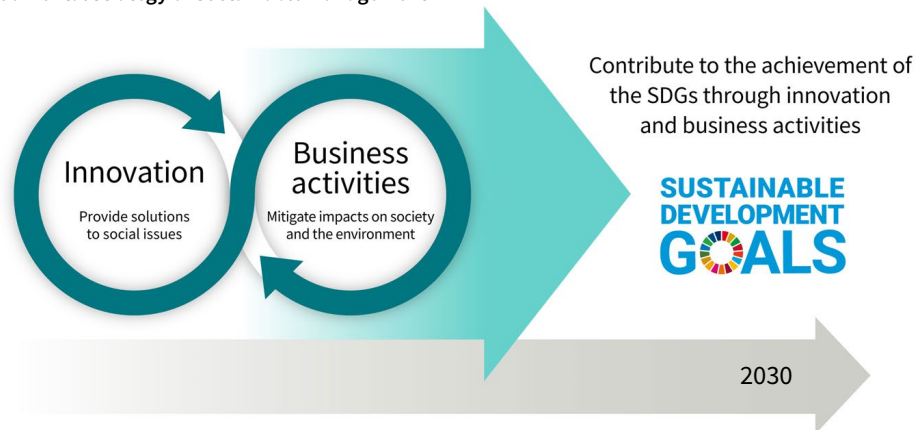 Innovation
Provide solutions
to social issues
Business
activities
Mitigate impacts on society
and the environment
Contribute to the achievement of
the SDGs through innovation
and business activities
SUSTAINABLE
DEVELOPMENT
GOALS
2030